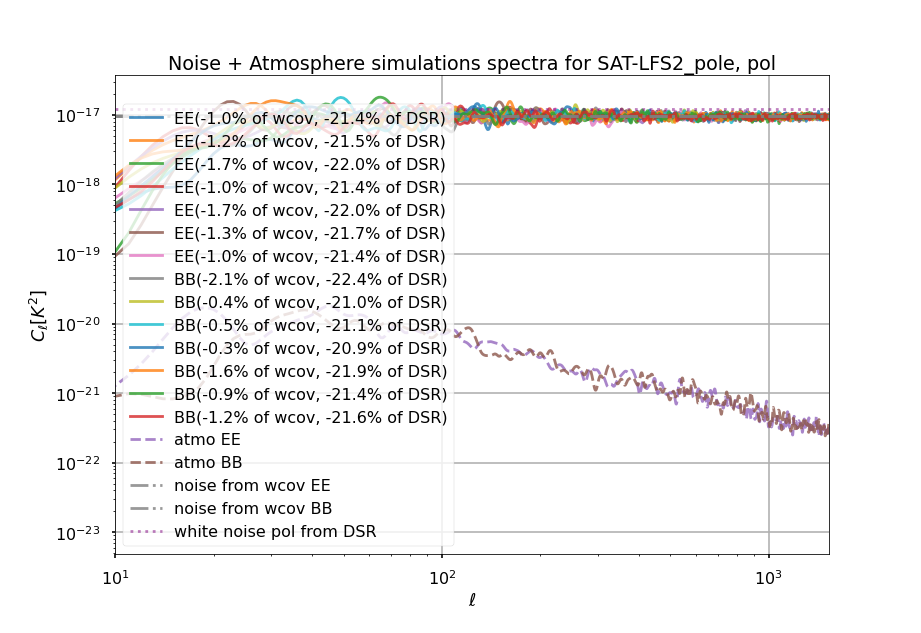 Noise + Atmosphere simulations spectra for SAT-LFS2_pole, pol
10⁻¹⁷
10⁻¹⁸
10⁻¹⁹
10⁻²⁰
10⁻²¹
10⁻²²
10⁻²³
C_ℓ[K²]
EE(-1.0% of wcov, -21.4% of DSR)
EE(-1.2% of wcov, -21.5% of DSR)
EE(-1.7% of wcov, -22.0% of DSR)
EE(-1.0% of wcov, -21.4% of DSR)
EE(-1.7% of wcov, -22.0% of DSR)
EE(-1.3% of wcov, -21.7% of DSR)
EE(-1.0% of wcov, -21.4% of DSR)
BB(-2.1% of wcov, -22.4% of DSR)
BB(-0.4% of wcov, -21.0% of DSR)
BB(-0.5% of wcov, -21.1% of DSR)
BB(-0.3% of wcov, -20.9% of DSR)
BB(-1.6% of wcov, -21.9% of DSR)
BB(-0.9% of wcov, -21.4% of DSR)
BB(-1.2% of wcov, -21.6% of DSR)
atmo EE
atmo BB
noise from wcov EE
noise from wcov BB
white noise pol from DSR
10¹ 10² 10³
ℓ